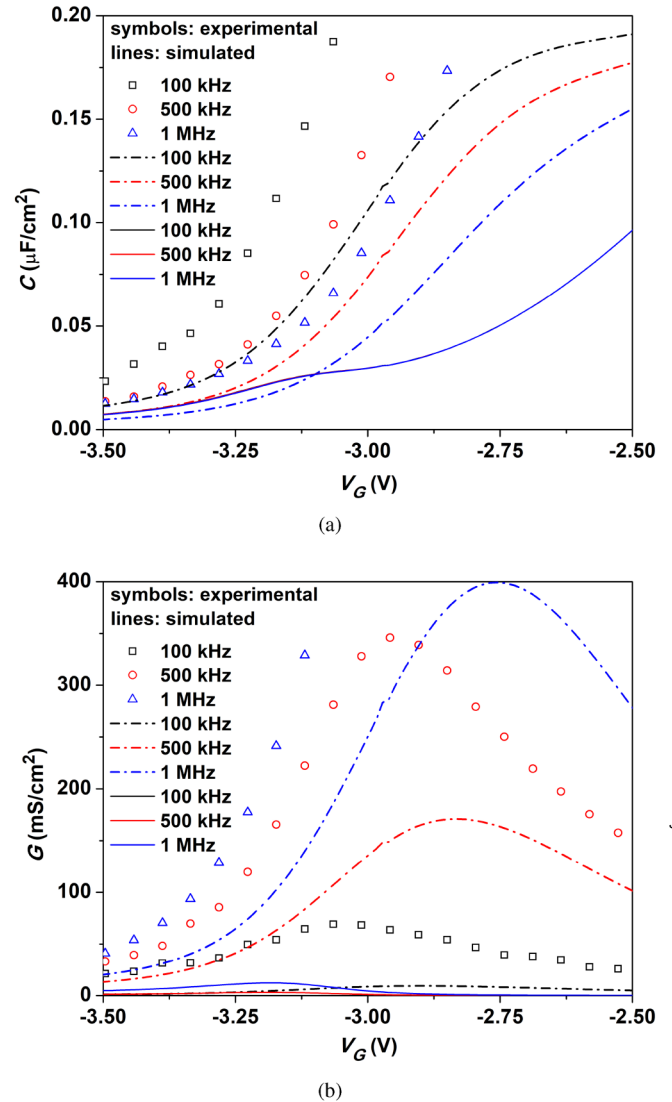 symbols: experimental
lines: simulated
100 kHz
500 kHz
1 MHz
100 kHz
500 kHz
1 MHz
100 kHz
500 kHz
1 MHz
0.20
0.15
0.10
0.05
0.00
C (μF/cm²)
-3.50
-3.25
-3.00
-2.75
-2.50
V_G (V)
(a)
symbols: experimental
lines: simulated
100 kHz
500 kHz
1 MHz
100 kHz
500 kHz
1 MHz
100 kHz
500 kHz
1 MHz
400
300
200
100
0
G (mS/cm²)
-3.50
-3.25
-3.00
-2.75
-2.50
V_G (V)
(b)